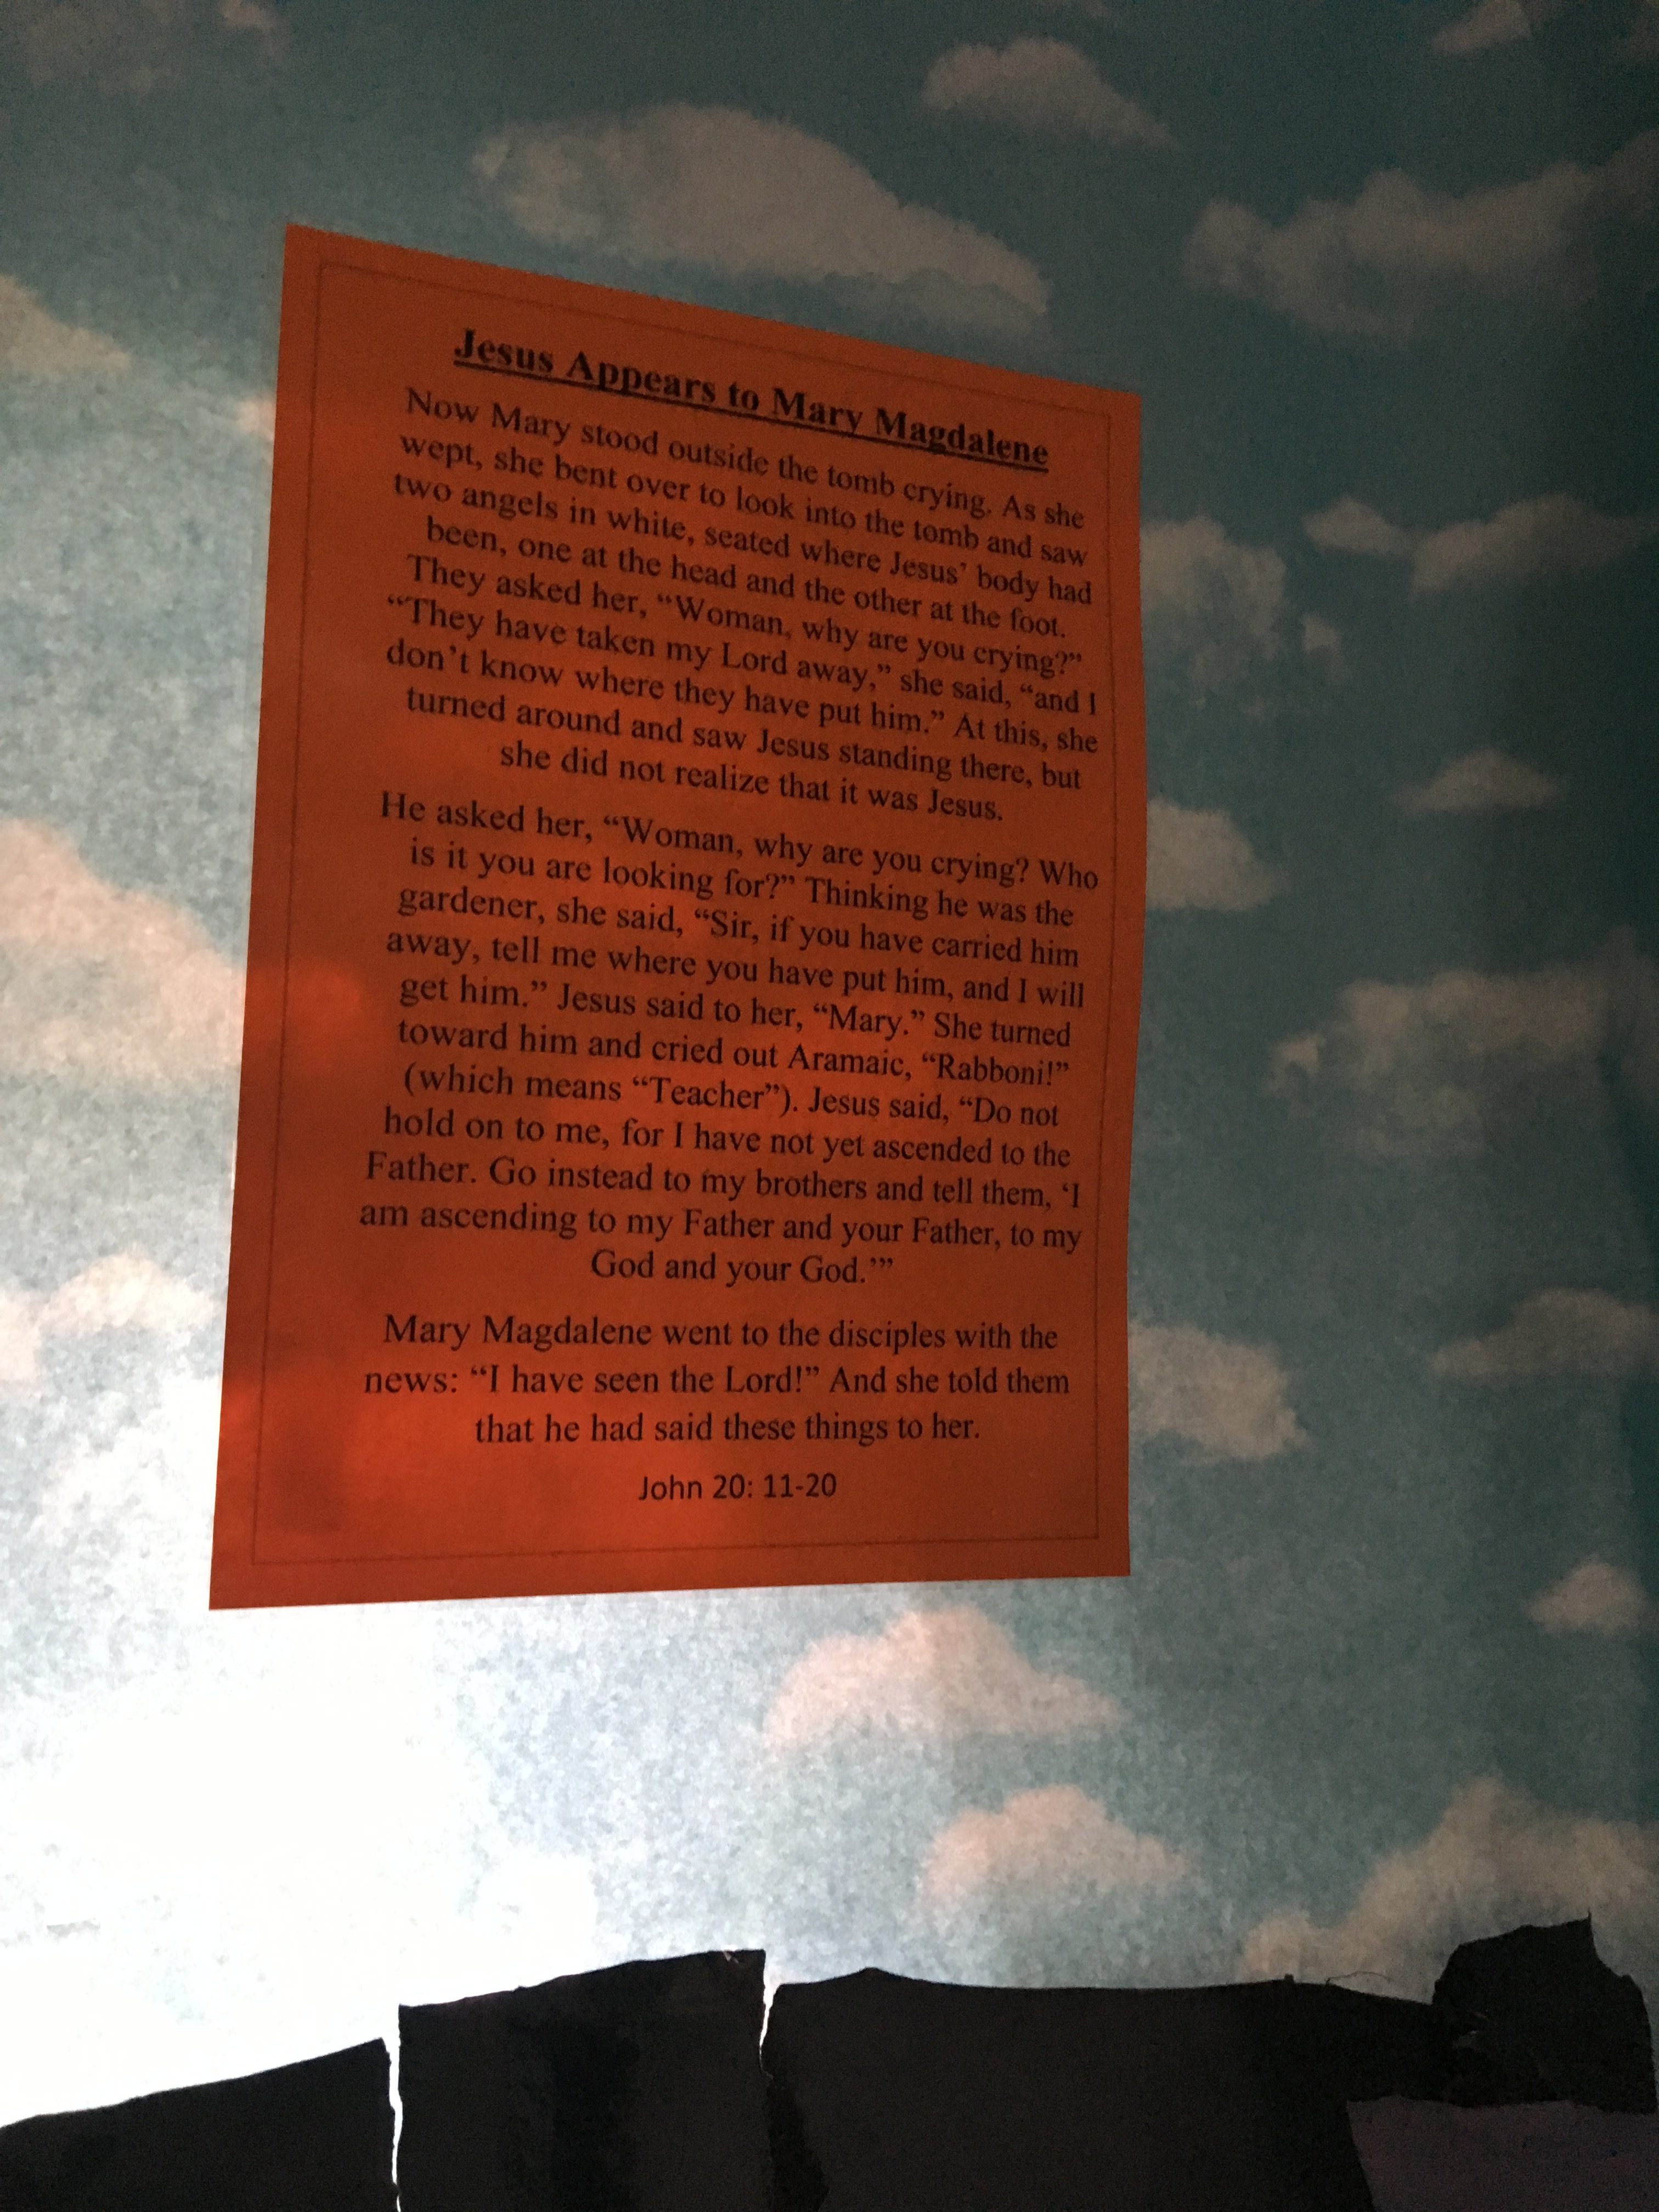 Jesus Appears to Mary Magdalene
Now Mary stood outside the tomb crying. As she
wept, she bent over to look into the tomb and saw
two angels in white, seated where Jesus’ body had
been, one at the head and the other at the foot.
They asked her, “Woman, why are you crying?”
“They have taken my Lord away,” she said, “and I
don’t know where they have put him.” At this, she
turned around and saw Jesus standing there, but
she did not realize that it was Jesus.
He asked her, “Woman, why are you crying? Who
is it you are looking for?” Thinking he was the
gardener, she said, “Sir, if you have carried him
away, tell me where you have put him, and I will
get him.” Jesus said to her, “Mary.” She turned
toward him and cried out Aramaic, “Rabboni!”
(which means “Teacher”). Jesus said, “Do not
hold on to me, for I have not yet ascended to the
Father. Go instead to my brothers and tell them, ‘I
am ascending to my Father and your Father, to my
God and your God.’”
Mary Magdalene went to the disciples with the
news: “I have seen the Lord!” And she told them
that he had said these things to her.
John 20: 11-20